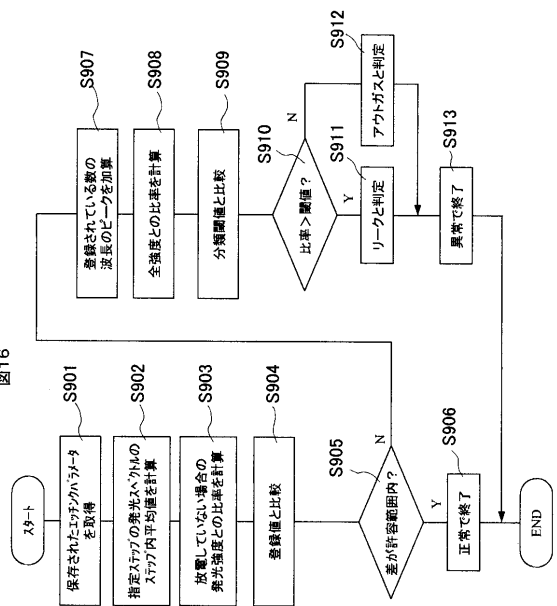 図16
スタート
保存されたエッチングパラメータ
を取得
S901
指定ステップの発光スペクトルの
ステップ内平均値を計算
S902
放電していない場合の
発光強度との比率を計算
S903
登録値と比較
S904
差が許容範囲内?
S905
N
Y
正常で終了
S906
END
登録されている数の
波長のピークを加算
S907
全強度との比率を計算
S908
分類閾値と比較
S909
比率>閾値?
S910
N
Y
リークと判定
S911
アウトガスと判定
S912
異常で終了
S913